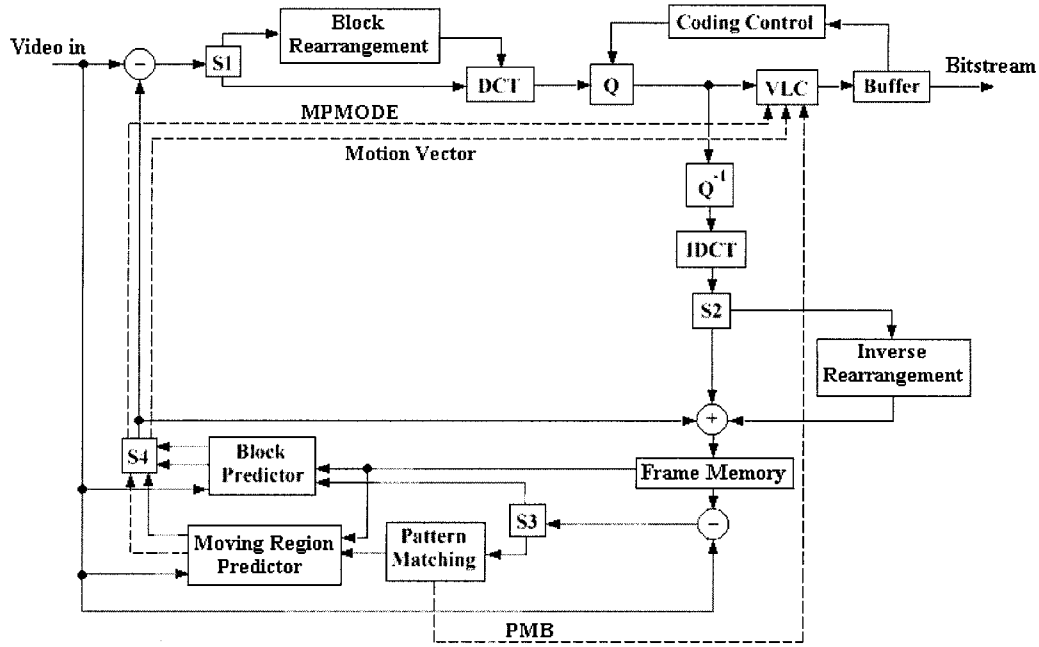 Video in
S1
Block
Rearrangement
DCT
Q
Coding Control
VLC
Buffer
Bitstream
MPMODE
Motion Vector
Q⁻¹
IDCT
S2
Inverse
Rearrangement
+
Frame Memory
S4
Block
Predictor
S3
Moving Region
Predictor
Pattern
Matching
PMB